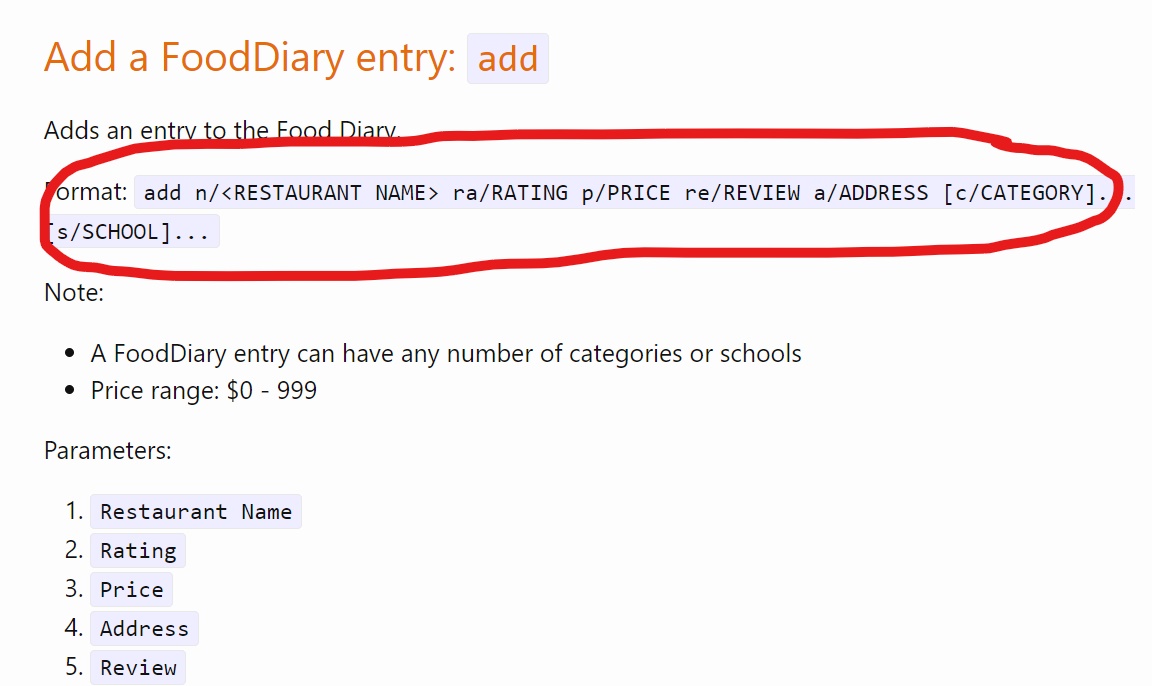 Add a FoodDiary entry: add
Adds an entry to the Food Diary.
Format: add n/<RESTAURANT NAME> ra/RATING p/PRICE re/REVIEW a/ADDRESS [c/CATEGORY]...
[s/SCHOOL]...
Note:
• A FoodDiary entry can have any number of categories or schools
• Price range: $0 - 999
Parameters:
1. Restaurant Name
2. Rating
3. Price
4. Address
5. Review